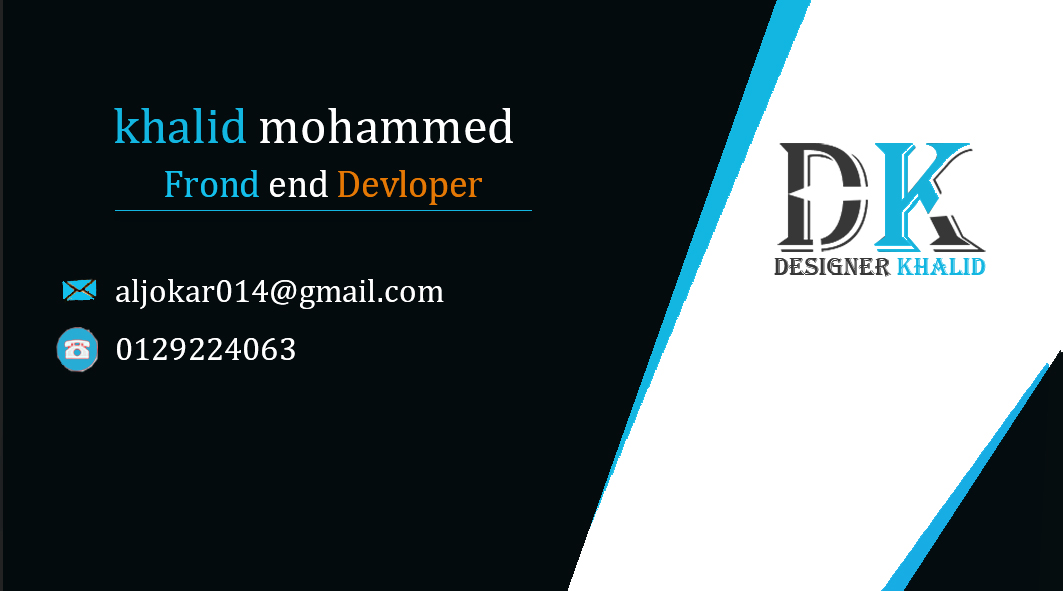 khalid mohammed
Frond end Devloper
aljokar014@gmail.com
0129224063
DK
DESIGNER KHALID